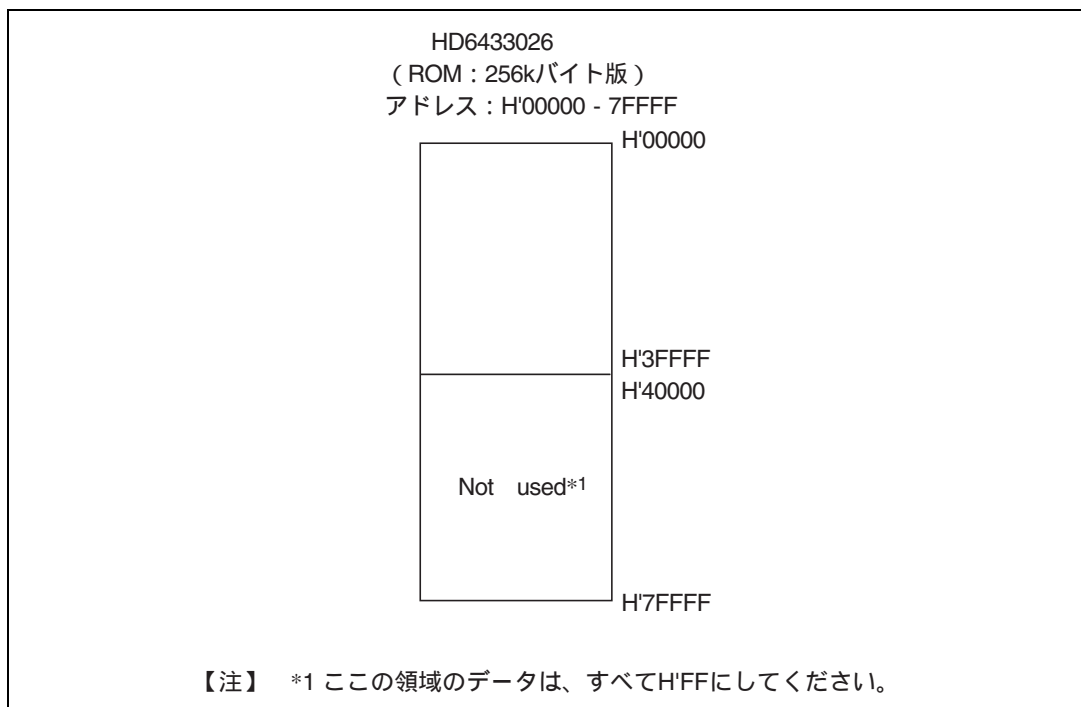 HD6433026
（ROM：256kバイト版）
アドレス：H'00000 - 7FFFF
H'00000
H'3FFFF
H'40000
Not used*1
H'7FFFF
【注】 *1 ここの領域のデータは、すべてH'FFにしてください。